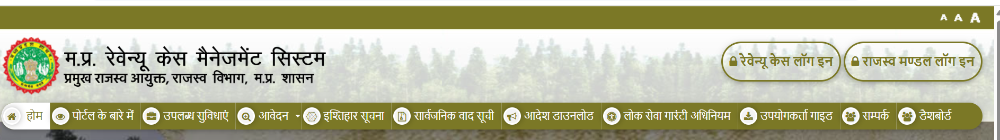 A A A
म.प्र. रेवेन्यू केस मैनेजमेंट सिस्टम
प्रमुख राजस्व आयुक्त, राजस्व विभाग, म.प्र. शासन
रेवेन्यू केस लॉग इन राजस्व मण्डल लॉग इन
होम पोर्टल के बारे में उपलब्ध सुविधाएं आवेदन इश्तिहार सूचना सार्वजनिक वाद सूची आदेश डाउनलोड लोक सेवा गारंटी अधिनियम उपयोगकर्ता गाइड सम्पर्क डैशबोर्ड